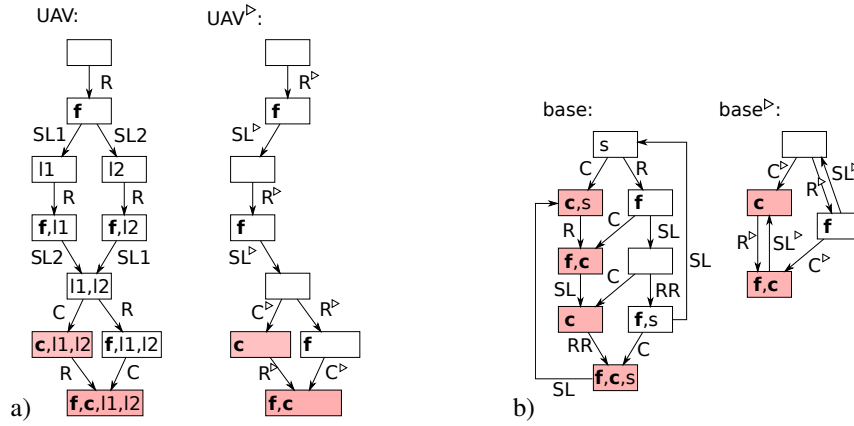 UAV: UAV▷:
R R▷
f f
SL1 SL2 SL▷
l1 l2
R R R▷
f,l1 f,l2 f
SL2 SL1 SL▷
l1,l2
C R C▷ R▷
c,l1,l2 f,l1,l2 c f
R C R▷ C▷
f,c,l1,l2 f,c
a)
base: base▷:
s
C R C▷ R▷ SL▷
c,s f c
R C SL R▷ SL▷ f
f,c C▷
SL C SL f,c
c RR f,s
RR C
f,c,s
SL
b)